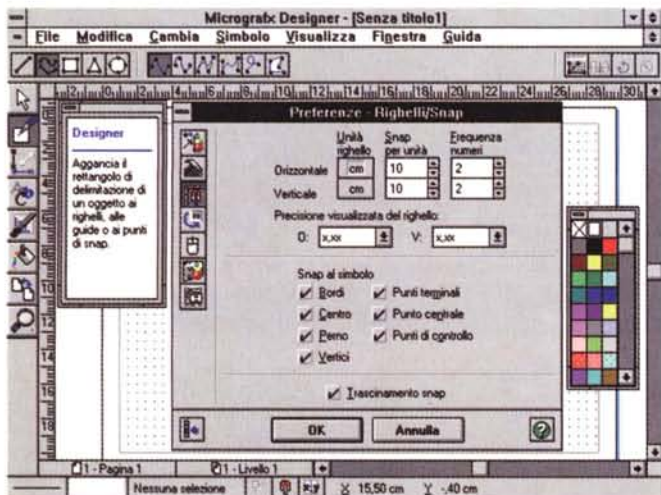 Micrografx Designer - [Senza titolo1]
File Modifica Cambia Simbolo Visualizza Finestra Guida
Designer
Aggancia il
rettangolo di
delimitazione di
un oggetto ai
righelli, alle
guide o ai punti
di snap.
Preferenze - Righelli/Snap
Unità righello
Snap per unità
Frequenza numeri
Orizzontale cm 10 2
Verticale cm 10 2
Precisione visualizzata del righello:
O: x,xx V: x,xx
Snap al simbolo
Bordi Punti terminali
Centro Punto centrale
Perno Punti di controllo
Vertici
Trascinamento snap
OK Annulla
1 - Pagina 1 1 - Livello 1
Nessuna selezione X 15,50 cm Y -,40 cm